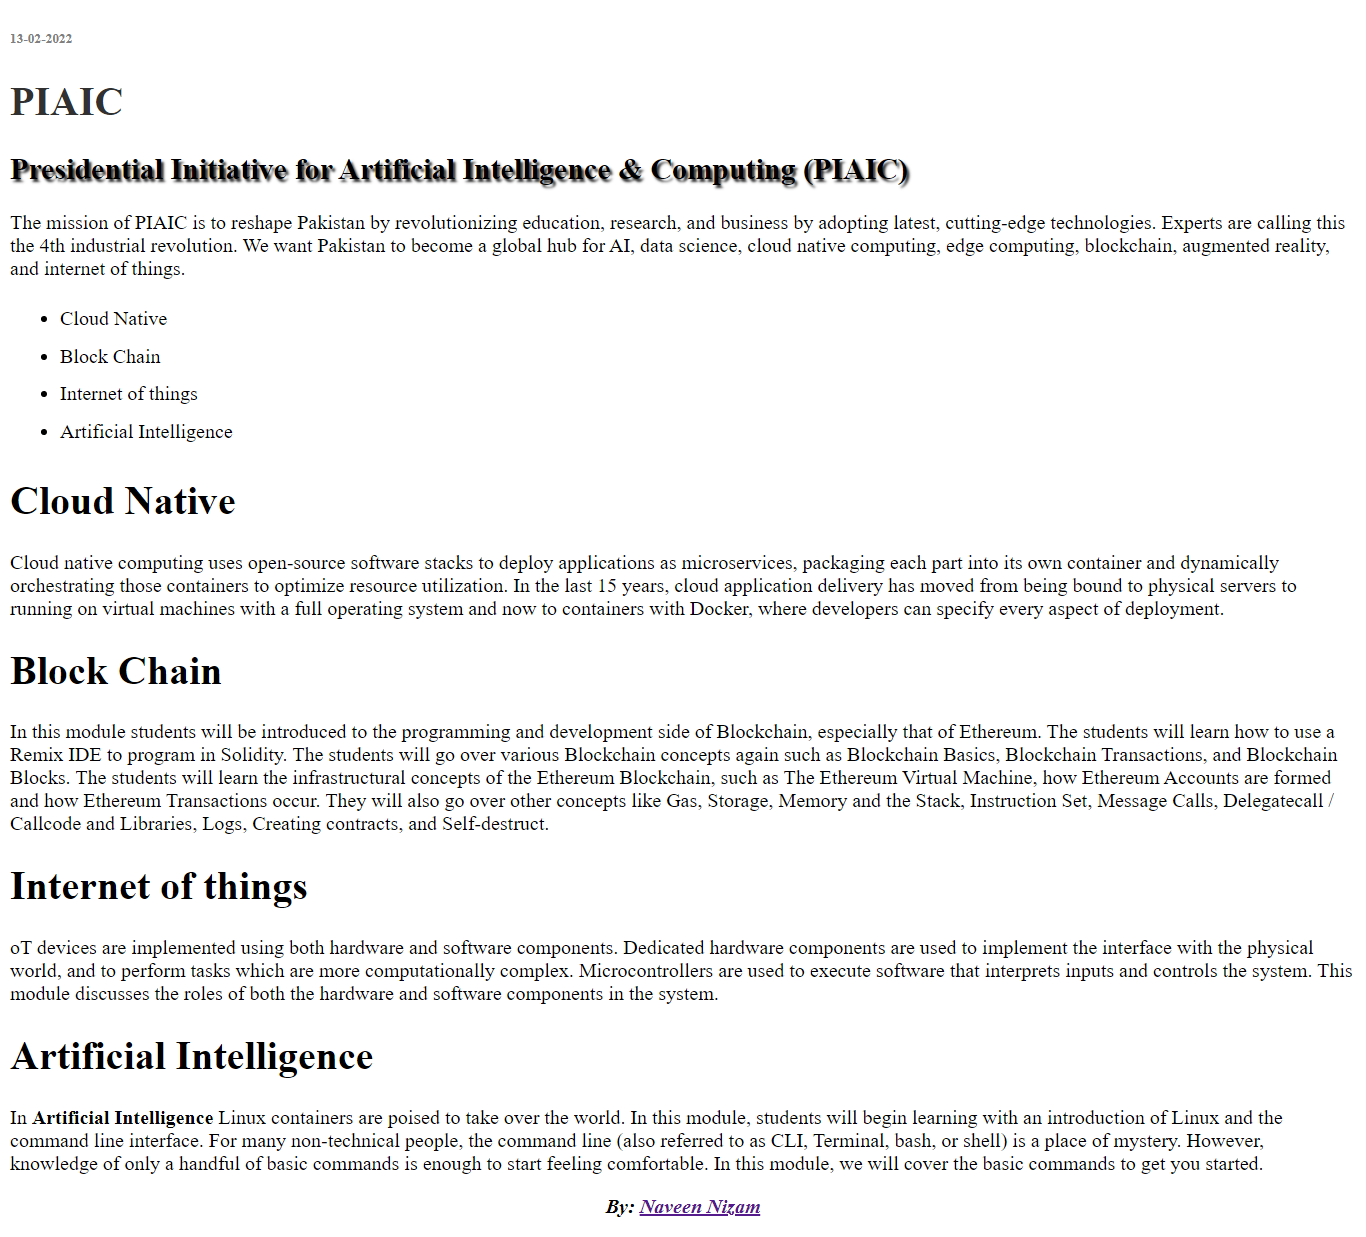 13-02-2022
PIAIC
Presidential Initiative for Artificial Intelligence & Computing (PIAIC)
The mission of PIAIC is to reshape Pakistan by revolutionizing education, research, and business by adopting latest, cutting-edge technologies. Experts are calling this
the 4th industrial revolution. We want Pakistan to become a global hub for AI, data science, cloud native computing, edge computing, blockchain, augmented reality,
and internet of things.
• Cloud Native
• Block Chain
• Internet of things
• Artificial Intelligence
Cloud Native
Cloud native computing uses open-source software stacks to deploy applications as microservices, packaging each part into its own container and dynamically
orchestrating those containers to optimize resource utilization. In the last 15 years, cloud application delivery has moved from being bound to physical servers to
running on virtual machines with a full operating system and now to containers with Docker, where developers can specify every aspect of deployment.
Block Chain
In this module students will be introduced to the programming and development side of Blockchain, especially that of Ethereum. The students will learn how to use a
Remix IDE to program in Solidity. The students will go over various Blockchain concepts again such as Blockchain Basics, Blockchain Transactions, and Blockchain
Blocks. The students will learn the infrastructural concepts of the Ethereum Blockchain, such as The Ethereum Virtual Machine, how Ethereum Accounts are formed
and how Ethereum Transactions occur. They will also go over other concepts like Gas, Storage, Memory and the Stack, Instruction Set, Message Calls, Delegatecall /
Callcode and Libraries, Logs, Creating contracts, and Self-destruct.
Internet of things
oT devices are implemented using both hardware and software components. Dedicated hardware components are used to implement the interface with the physical
world, and to perform tasks which are more computationally complex. Microcontrollers are used to execute software that interprets inputs and controls the system. This
module discusses the roles of both the hardware and software components in the system.
Artificial Intelligence
In Artificial Intelligence Linux containers are poised to take over the world. In this module, students will begin learning with an introduction of Linux and the
command line interface. For many non-technical people, the command line (also referred to as CLI, Terminal, bash, or shell) is a place of mystery. However,
knowledge of only a handful of basic commands is enough to start feeling comfortable. In this module, we will cover the basic commands to get you started.
By: Naveen Nizam